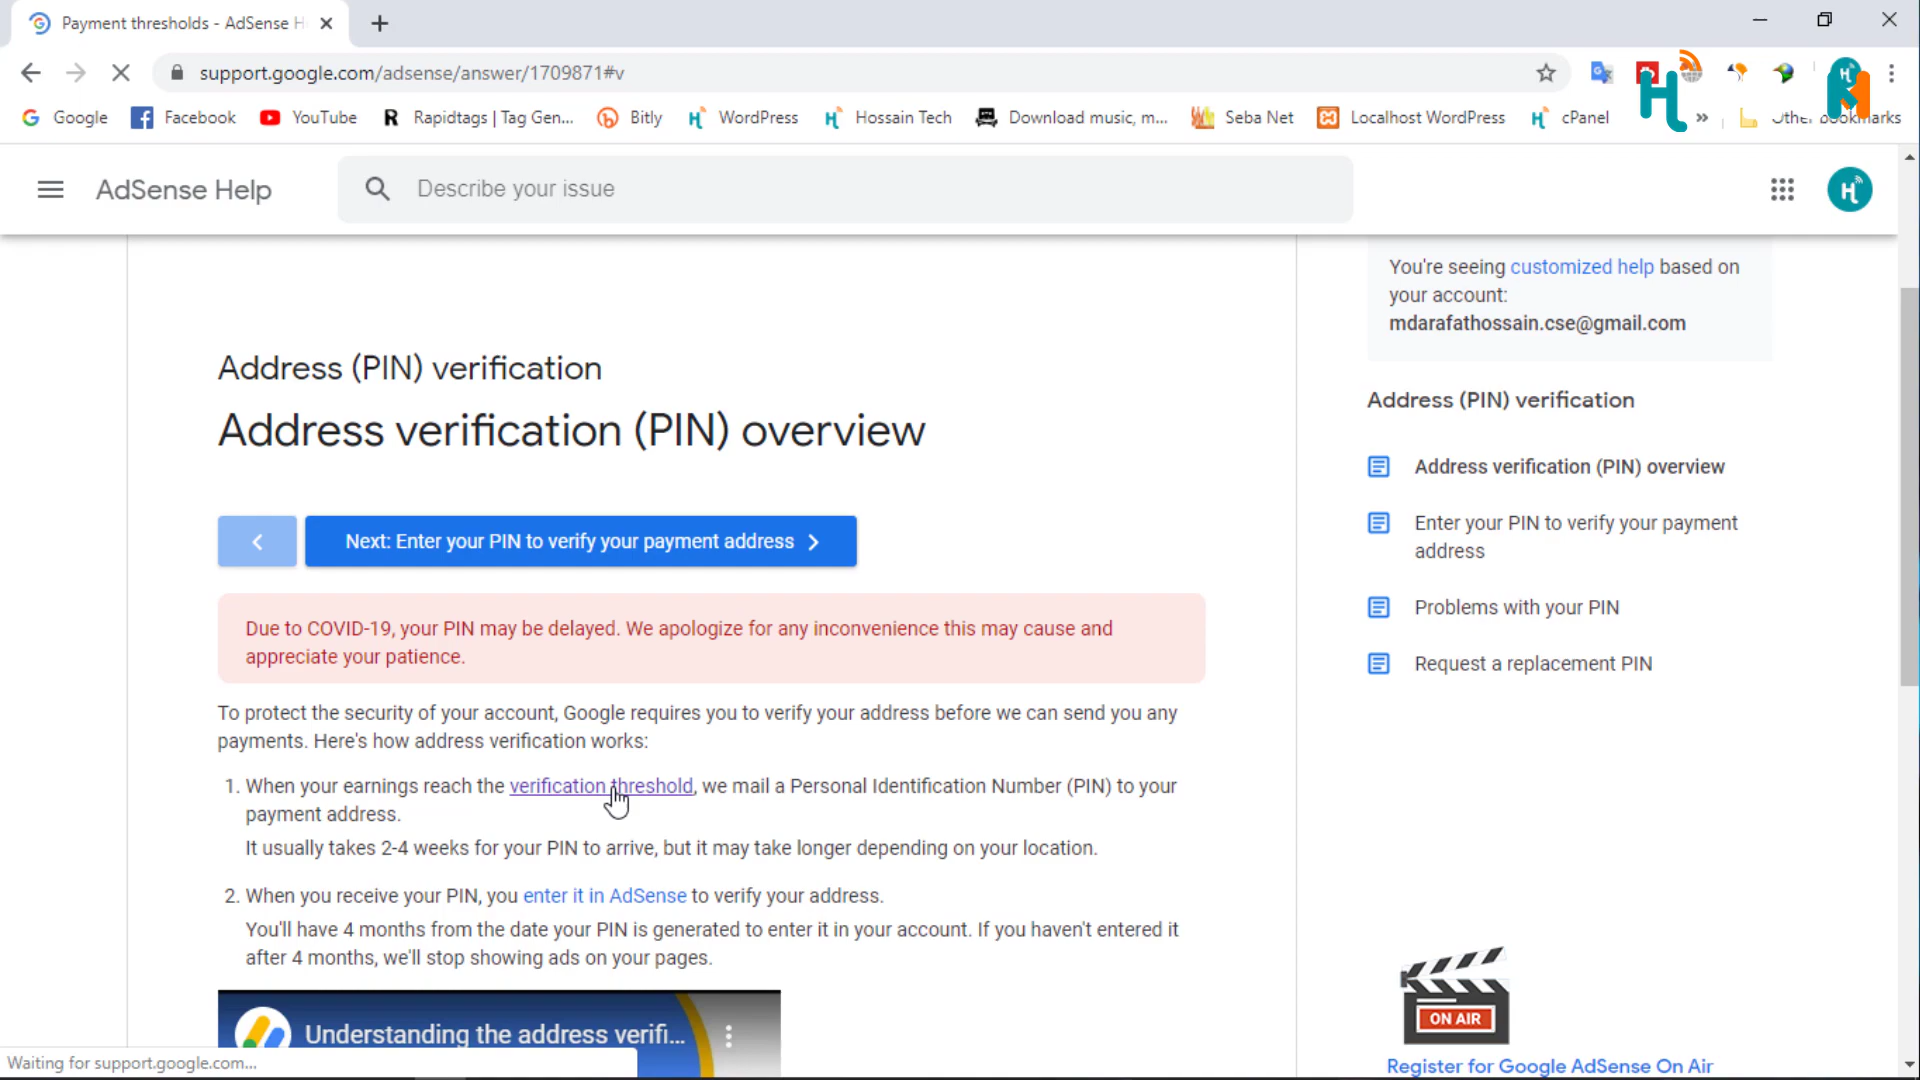 Payment thresholds - AdSense H
support.google.com/adsense/answer/1709871#v
Google Facebook YouTube Rapidtags | Tag Gen... Bitly WordPress Hossain Tech Download music, m... Seba Net Localhost WordPress cPanel » Other bookmarks
AdSense Help
Describe your issue
You're seeing customized help based on
your account:
mdarafathossain.cse@gmail.com
Address (PIN) verification
Address verification (PIN) overview
Next: Enter your PIN to verify your payment address
Due to COVID-19, your PIN may be delayed. We apologize for any inconvenience this may cause and
appreciate your patience.
To protect the security of your account, Google requires you to verify your address before we can send you any
payments. Here's how address verification works:
1. When your earnings reach the verification threshold, we mail a Personal Identification Number (PIN) to your
payment address.
It usually takes 2-4 weeks for your PIN to arrive, but it may take longer depending on your location.
2. When you receive your PIN, you enter it in AdSense to verify your address.
You'll have 4 months from the date your PIN is generated to enter it in your account. If you haven't entered it
after 4 months, we'll stop showing ads on your pages.
Understanding the address verifi...
Address (PIN) verification
Address verification (PIN) overview
Enter your PIN to verify your payment
address
Problems with your PIN
Request a replacement PIN
ON AIR
Register for Google AdSense On Air
Waiting for support.google.com...